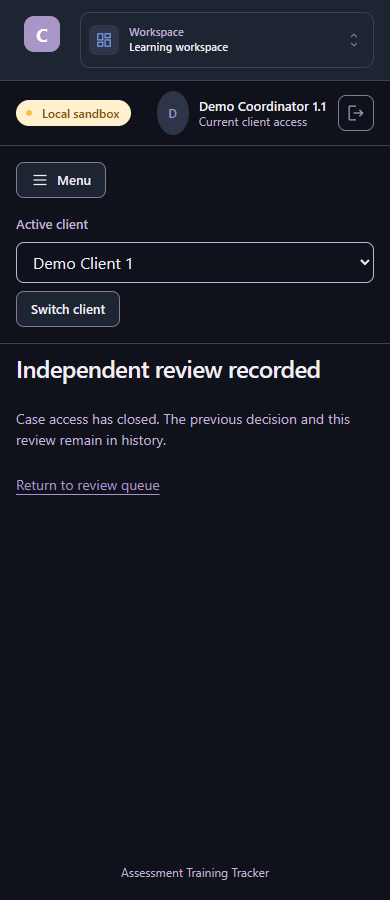 C
Workspace
Learning workspace
Local sandbox
D
Demo Coordinator 1.1
Current client access
Menu
Active client
Demo Client 1
Switch client
Independent review recorded
Case access has closed. The previous decision and this
review remain in history.
Return to review queue
Assessment Training Tracker